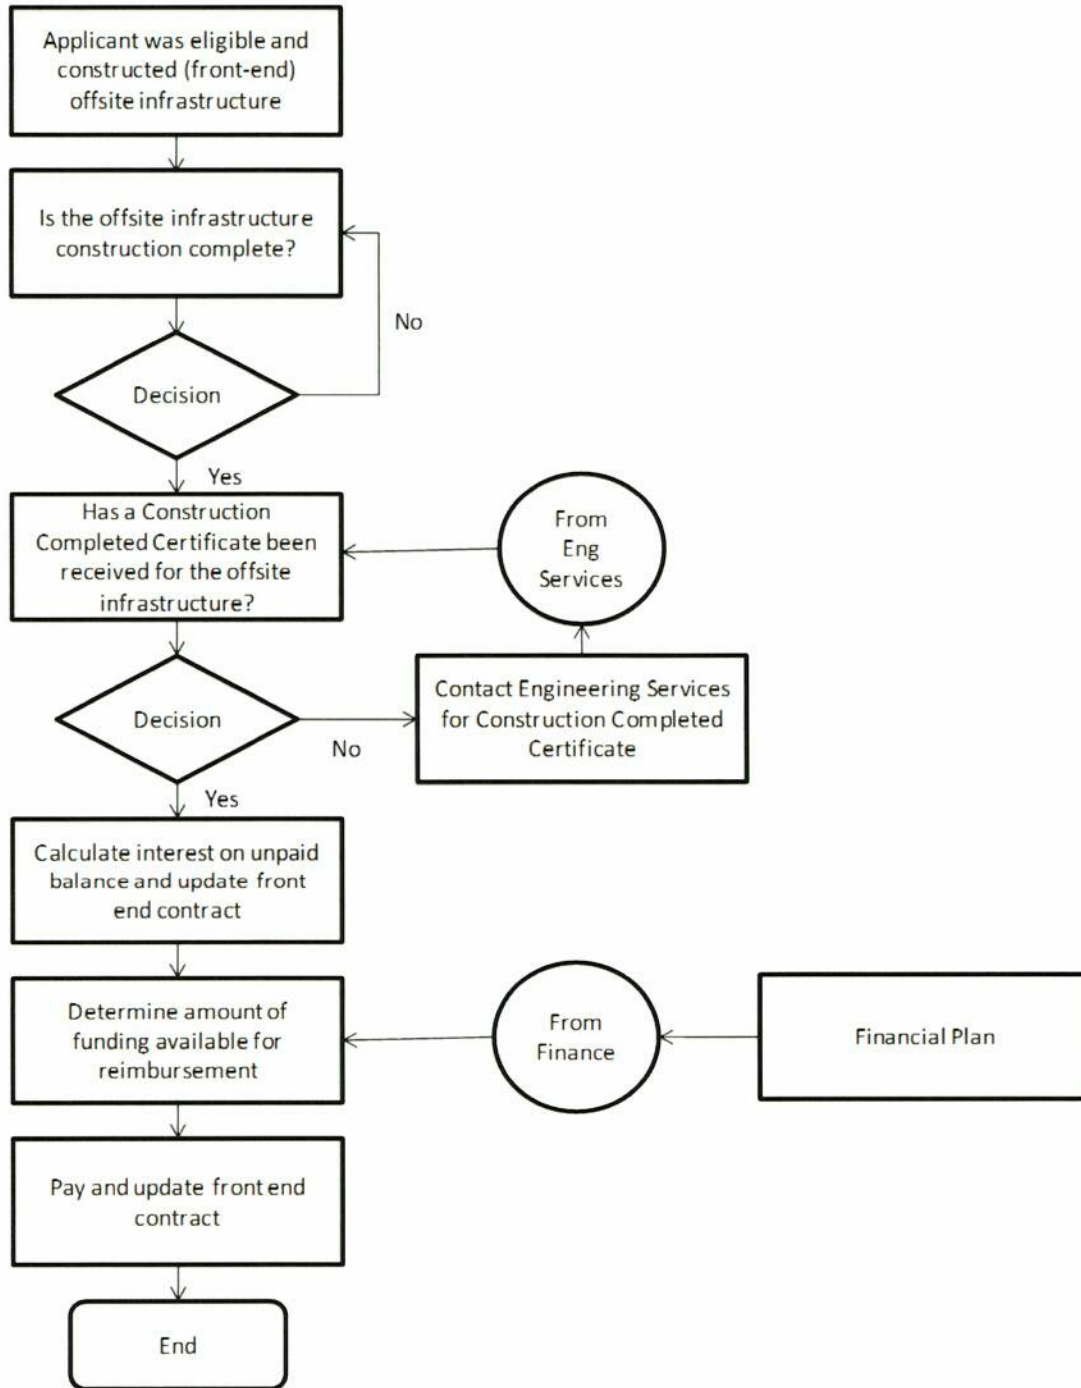 Applicant was eligible and
constructed (front-end)
offsite infrastructure
Is the offsite infrastructure
construction complete?
No
Decision
Yes
Has a Construction
Completed Certificate been
received for the offsite
infrastructure?
From
Eng
Services
Decision
No
Contact Engineering Services
for Construction Completed
Certificate
Yes
Calculate interest on unpaid
balance and update front
end contract
Determine amount of
funding available for
reimbursement
From
Finance
Financial Plan
Pay and update front end
contract
End